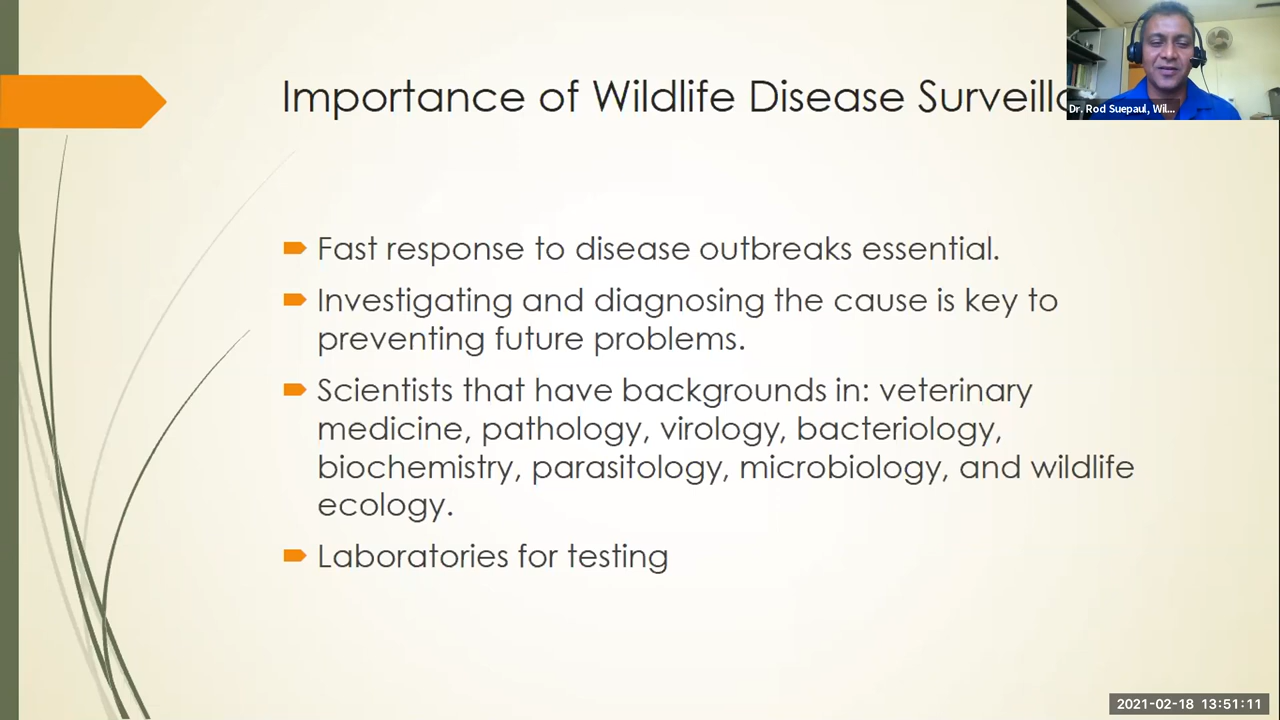 Importance of Wildlife Disease
Dr. Rod Suepaul, Wil...
Fast response to disease outbreaks essential.
Investigating and diagnosing the cause is key to
preventing future problems.
Scientists that have backgrounds in: veterinary
medicine, pathology, virology, bacteriology,
biochemistry, parasitology, microbiology, and wildlife
ecology.
Laboratories for testing
2021-02-18 13:51:11